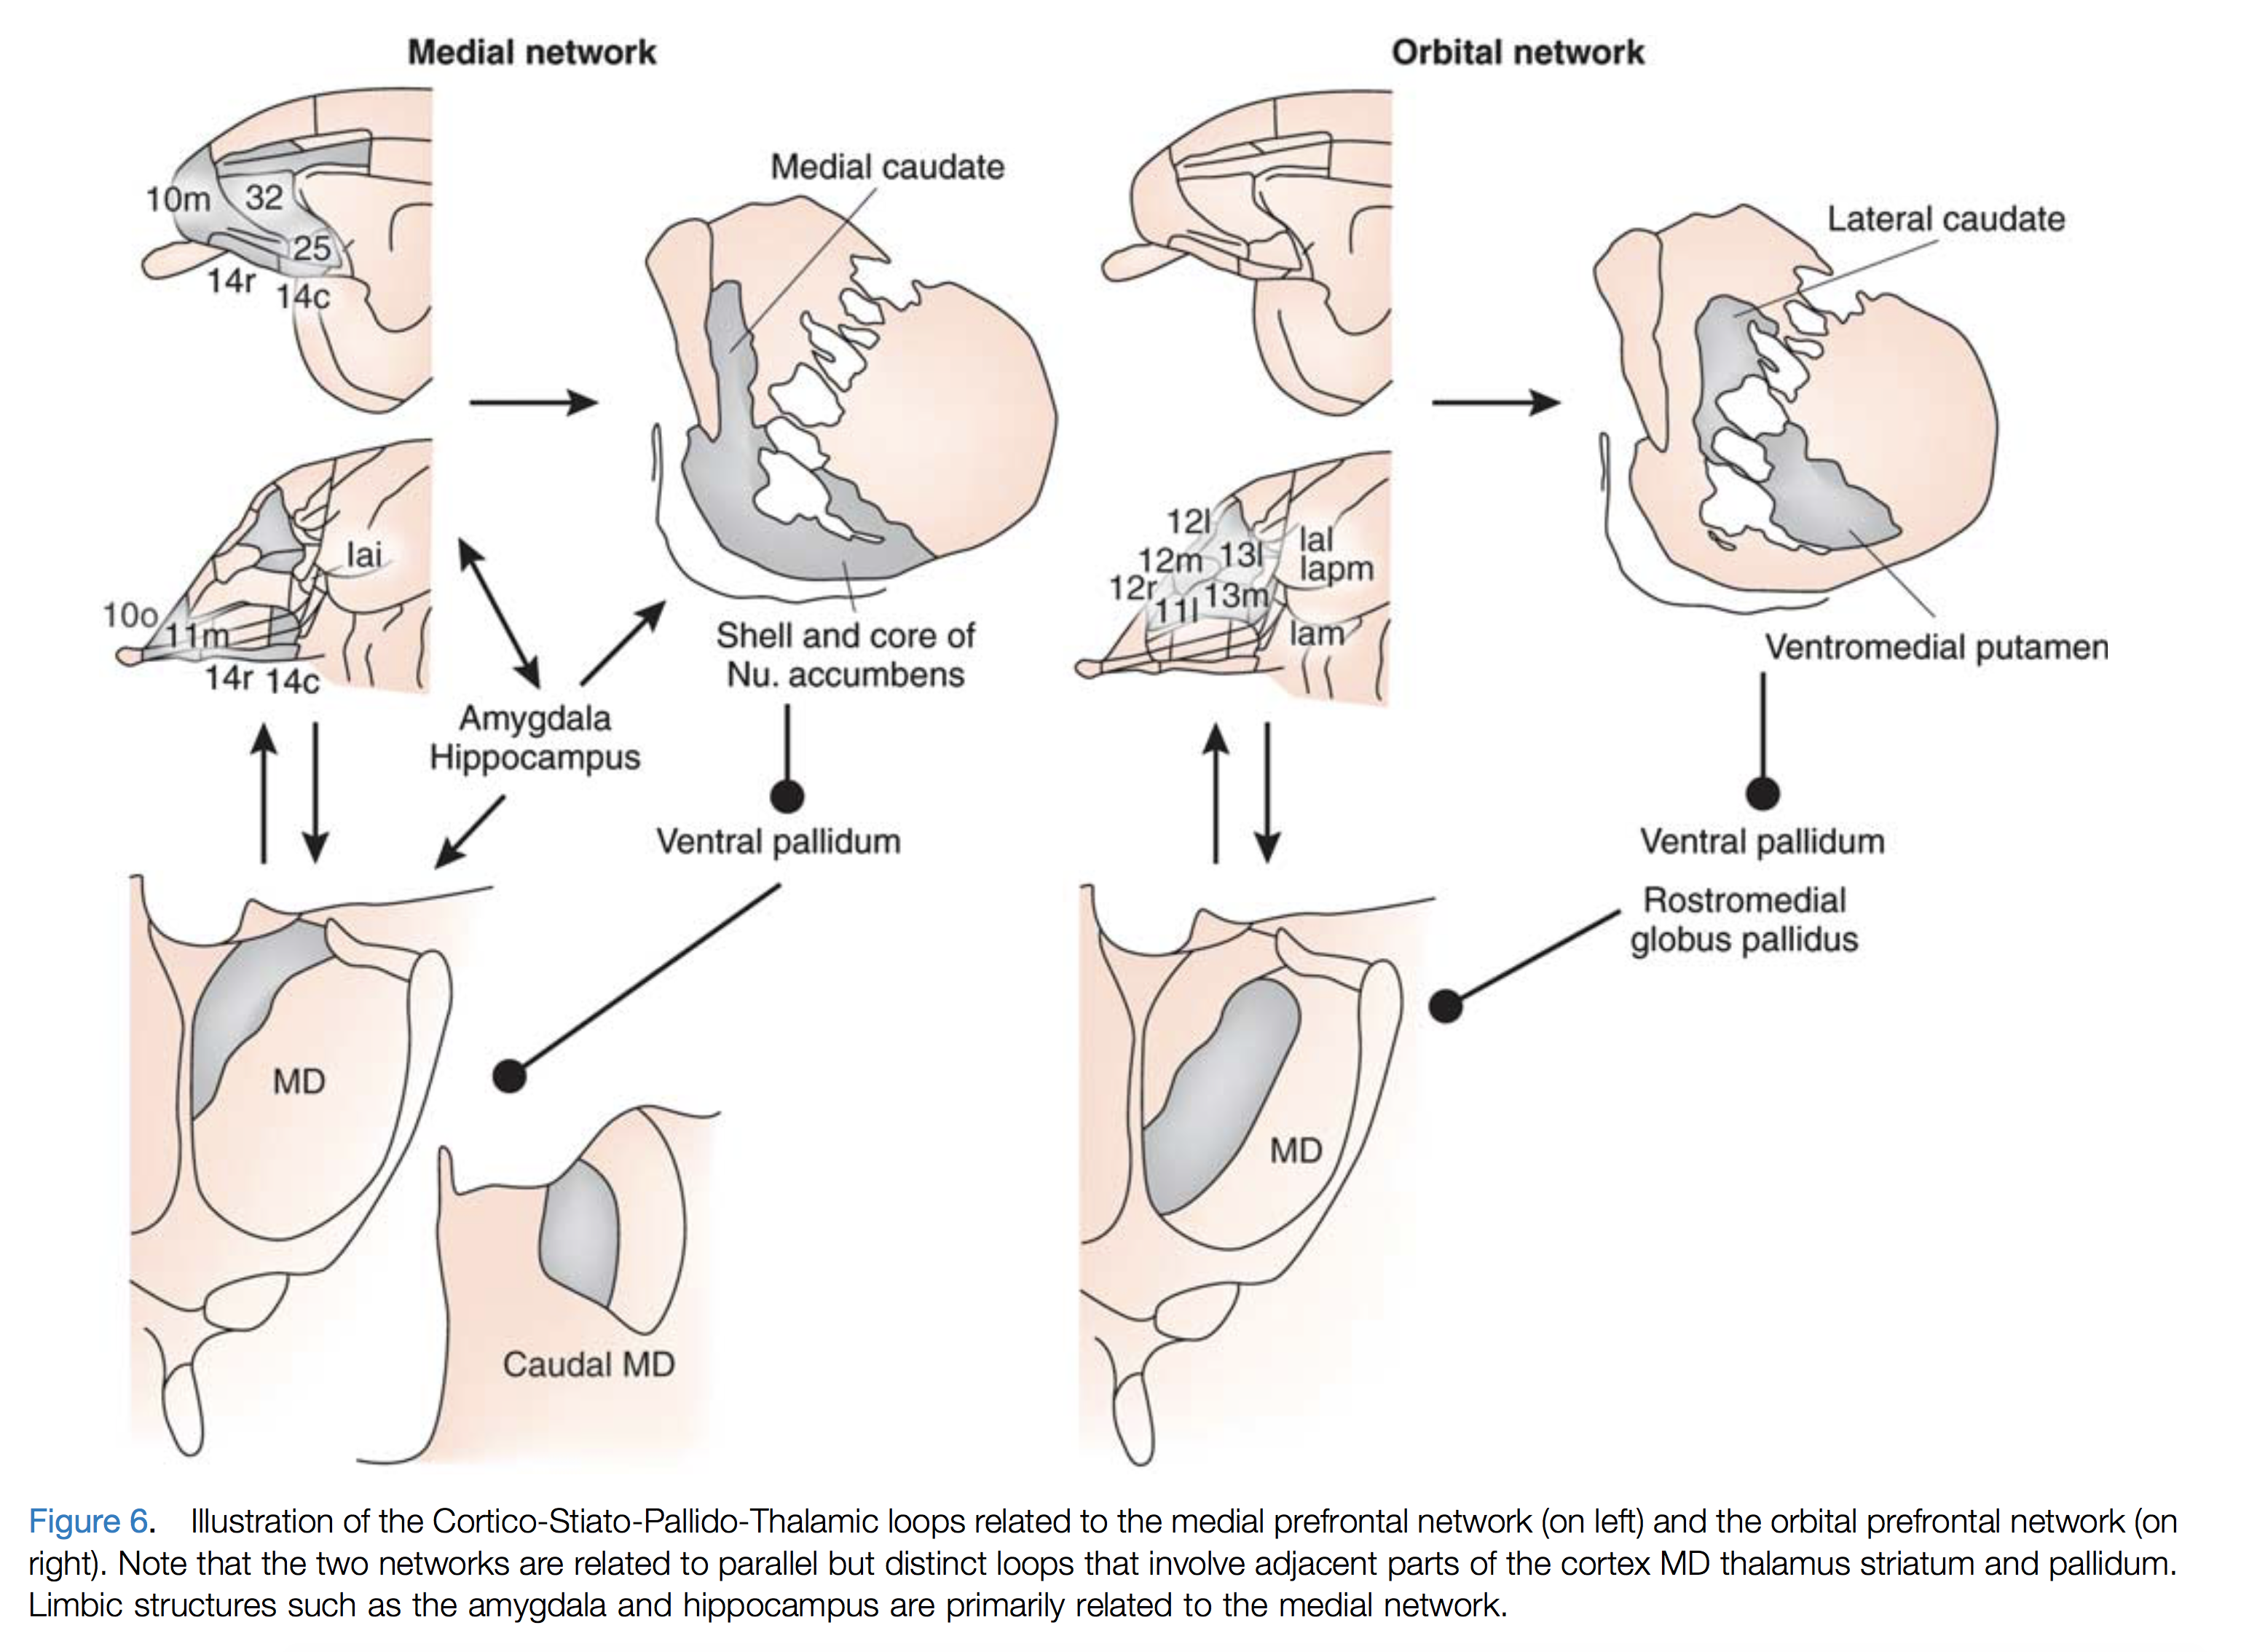 Medial network
Orbital network
Medial caudate
10m
32
25
14r
14c
Iai
10o
11m
14r 14c
Shell and core of
Nu. accumbens
Amygdala
Hippocampus
Ventral pallidum
MD
Caudal MD
Lateral caudate
12l
12m
13l
12r
11l
13m
Ial
Iapm
Iam
Ventromedial putamen
Ventral pallidum
Rostromedial
globus pallidus
MD
Figure 6. Illustration of the Cortico-Stiato-Pallido-Thalamic loops related to the medial prefrontal network (on left) and the orbital prefrontal network (on
right). Note that the two networks are related to parallel but distinct loops that involve adjacent parts of the cortex MD thalamus striatum and pallidum.
Limbic structures such as the amygdala and hippocampus are primarily related to the medial network.